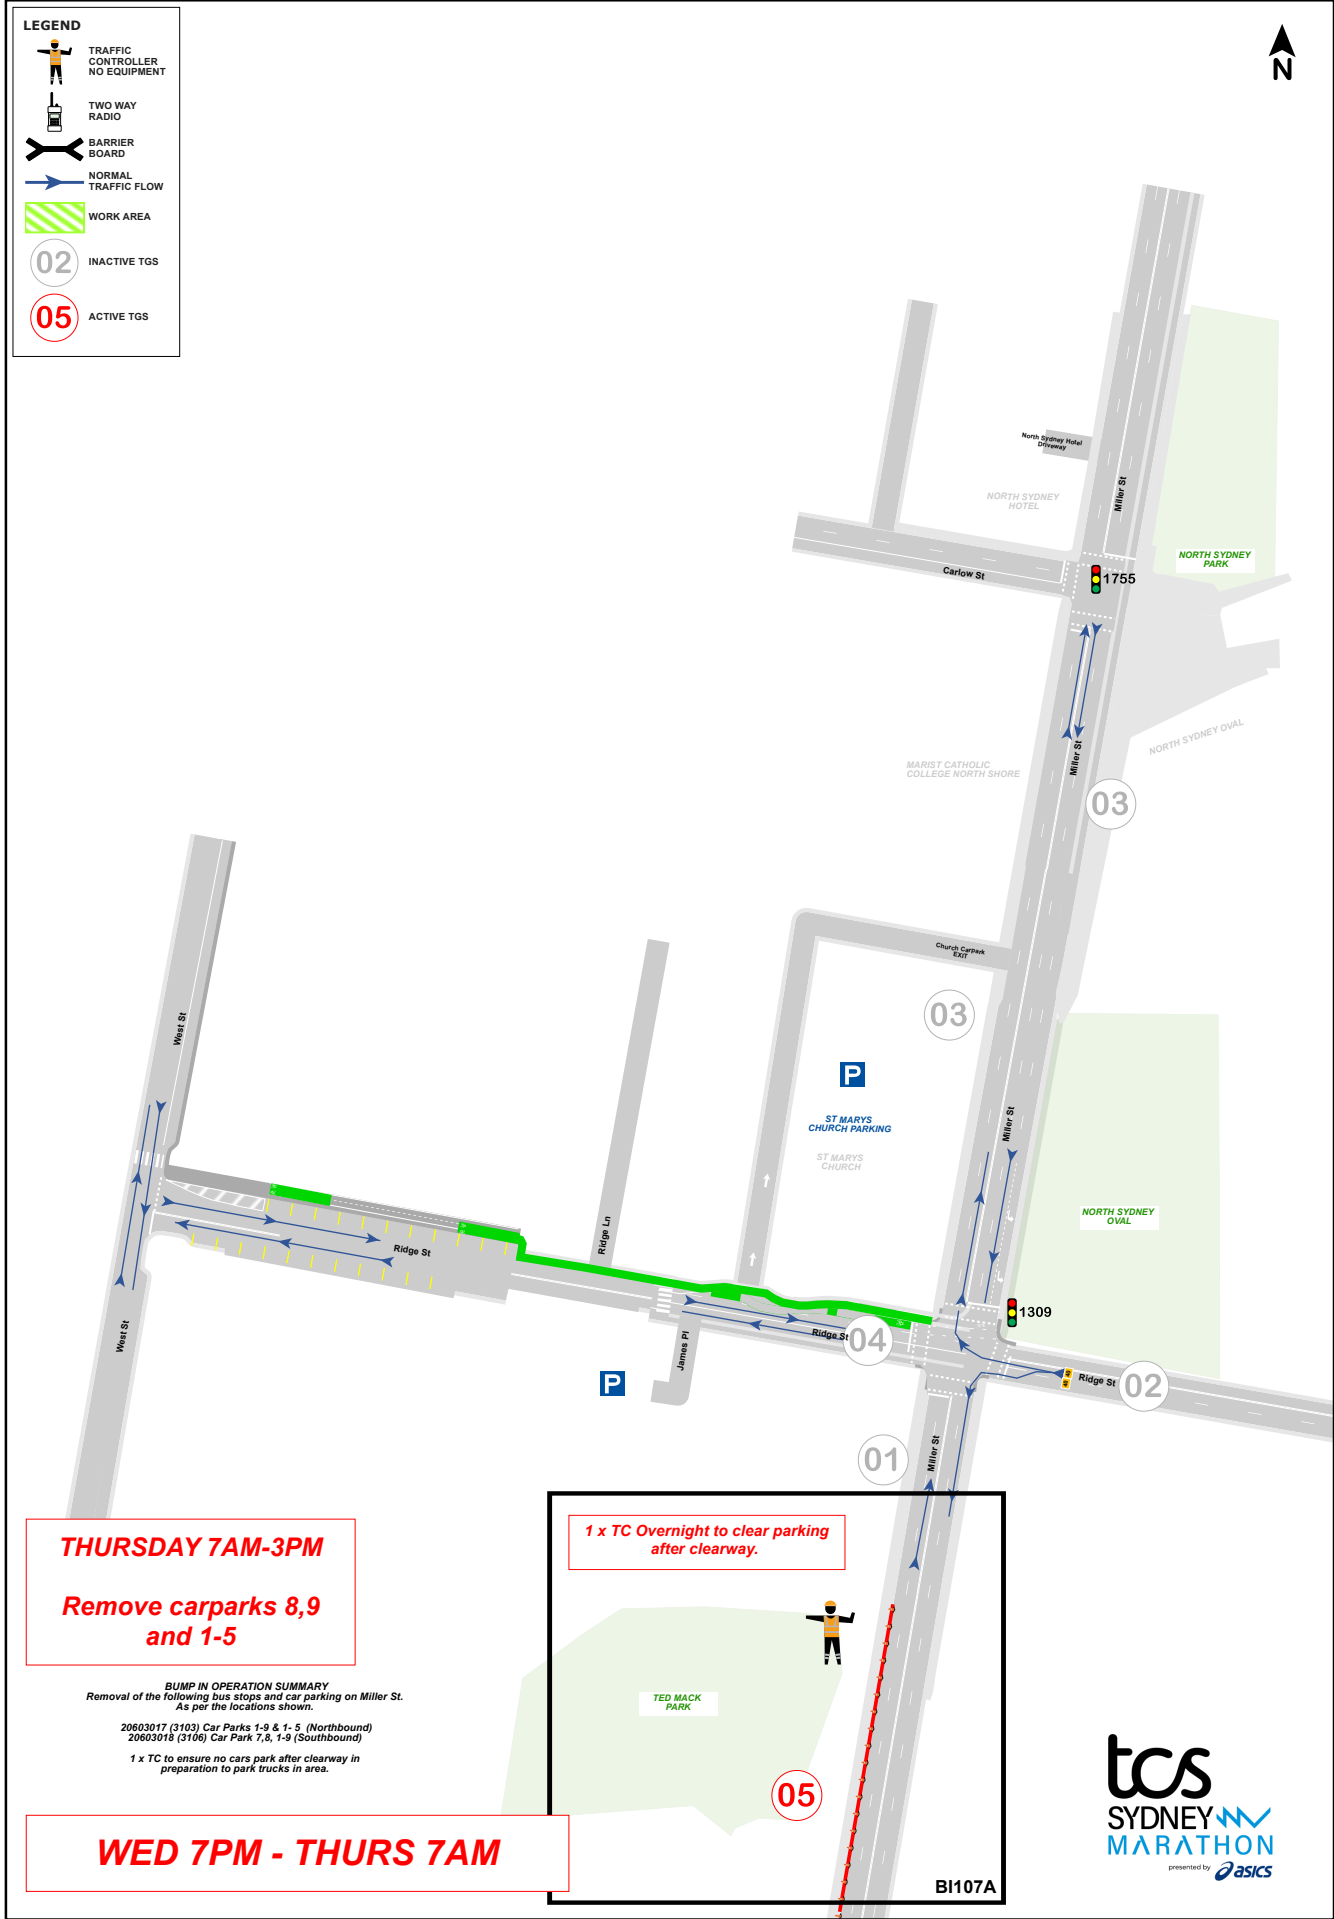 LEGEND
TRAFFIC
CONTROLLER
NO EQUIPMENT
TWO WAY
RADIO
BARRIER
BOARD
NORMAL
TRAFFIC FLOW
WORK AREA
02
INACTIVE TGS
05
ACTIVE TGS
N
North Sydney Hotel
Driveway
NORTH SYDNEY
HOTEL
Miller St
NORTH SYDNEY
PARK
Carlow St
1755
NORTH SYDNEY OVAL
Miller St
MARIST CATHOLIC
COLLEGE NORTH SHORE
03
Church Carpark
EXIT
03
West St
P
ST MARYS
CHURCH PARKING
ST MARYS
CHURCH
Miller St
NORTH SYDNEY
OVAL
Ridge Ln
Ridge St
1309
West St
James Pl
Ridge St
04
P
40
40
Ridge St
02
Miller St
01
THURSDAY 7AM-3PM
Remove carparks 8,9
and 1-5
1 x TC Overnight to clear parking
after clearway.
BUMP IN OPERATION SUMMARY
Removal of the following bus stops and car parking on Miller St.
As per the locations shown.
20603017 (3103) Car Parks 1-9 & 1- 5 (Northbound)
20603018 (3106) Car Park 7,8, 1-9 (Southbound)
1 x TC to ensure no cars park after clearway in
preparation to park trucks in area.
TED MACK
PARK
05
WED 7PM - THURS 7AM
BI107A
tcs
SYDNEY
MARATHON
presented by asics